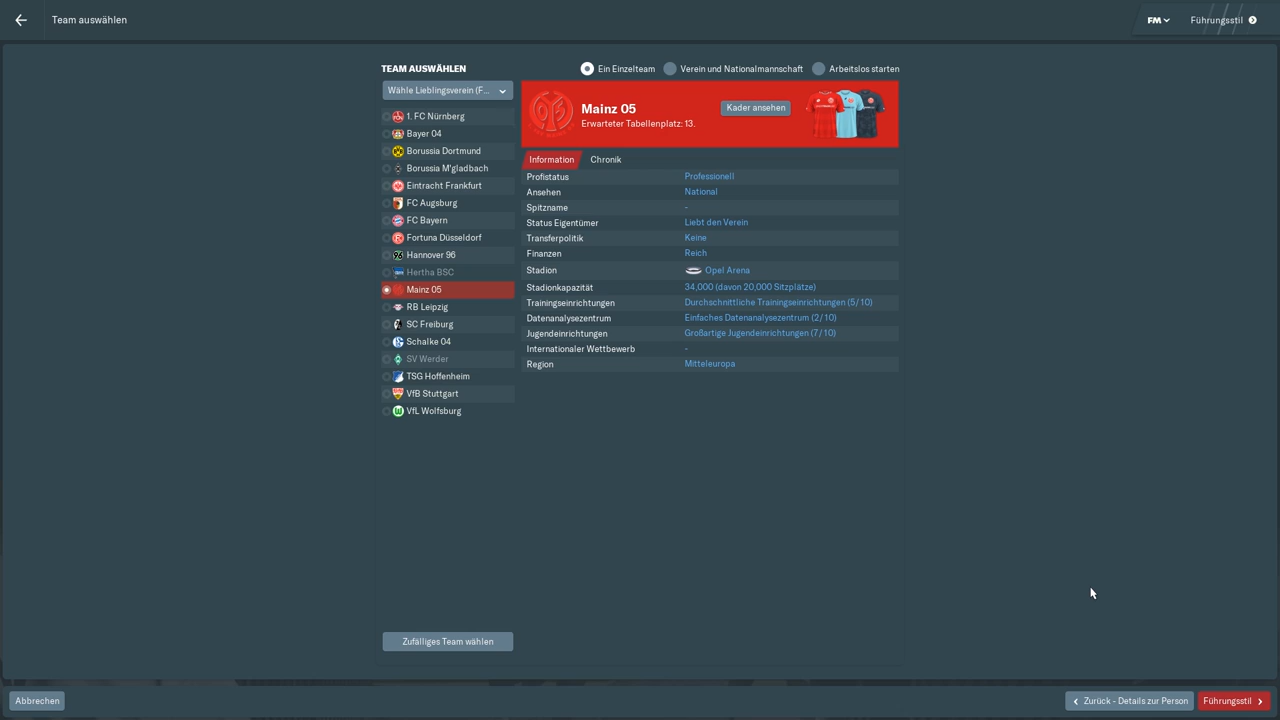 Team auswählen
FM
Führungsstil
TEAM AUSWÄHLEN
Ein Einzelteam
Verein und Nationalmannschaft
Arbeitslos starten
Wähle Lieblingsverein (F...
1. FC Nürnberg
Bayer 04
Borussia Dortmund
Borussia M'gladbach
Eintracht Frankfurt
FC Augsburg
FC Bayern
Fortuna Düsseldorf
Hannover 96
Hertha BSC
Mainz 05
RB Leipzig
SC Freiburg
Schalke 04
SV Werder
TSG Hoffenheim
VfB Stuttgart
VfL Wolfsburg
Zufälliges Team wählen
Mainz 05
Erwarteter Tabellenplatz: 13.
Kader ansehen
Information Chronik
Profistatus Professionell
Ansehen National
Spitzname -
Status Eigentümer Liebt den Verein
Transferpolitik Keine
Finanzen Reich
Stadion Opel Arena
Stadionkapazität 34,000 (davon 20,000 Sitzplätze)
Trainingseinrichtungen Durchschnittliche Trainingseinrichtungen (5/10)
Datenanalysezentrum Einfaches Datenanalysezentrum (2/10)
Jugendeinrichtungen Großartige Jugendeinrichtungen (7/10)
Internationaler Wettbewerb -
Region Mitteleuropa
Abbrechen
Zurück - Details zur Person
Führungsstil